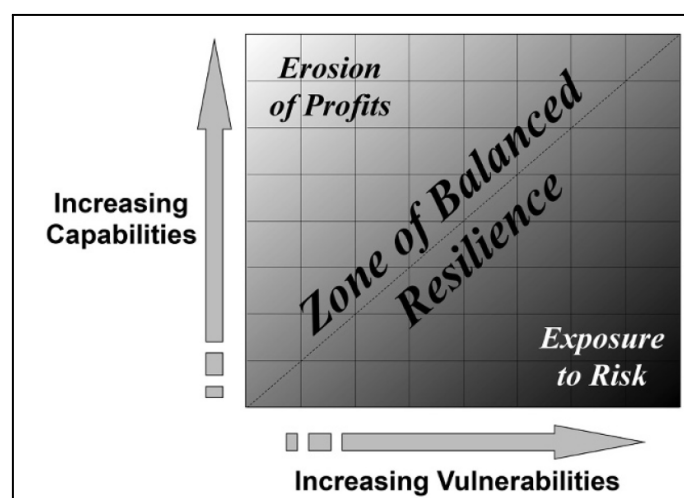 Erosion
of Profits
Increasing
Capabilities
Zone of Balanced
Resilience
Exposure
to Risk
Increasing Vulnerabilities